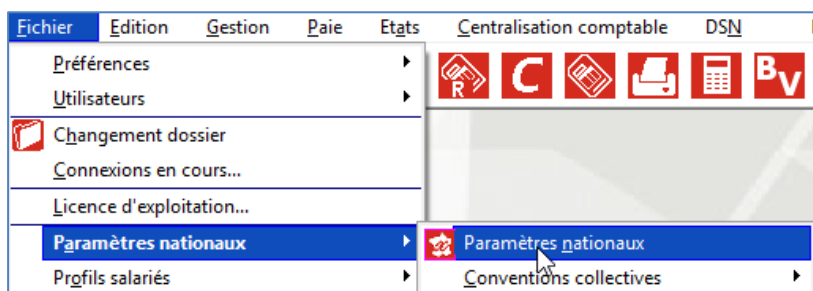 Fichier Edition Gestion Paie Etats Centralisation comptable DSN
Préférences
R C BV
Utilisateurs
Changement dossier
Connexions en cours...
Licence d'exploitation...
Paramètres nationaux Paramètres nationaux
Profils salariés Conventions collectives